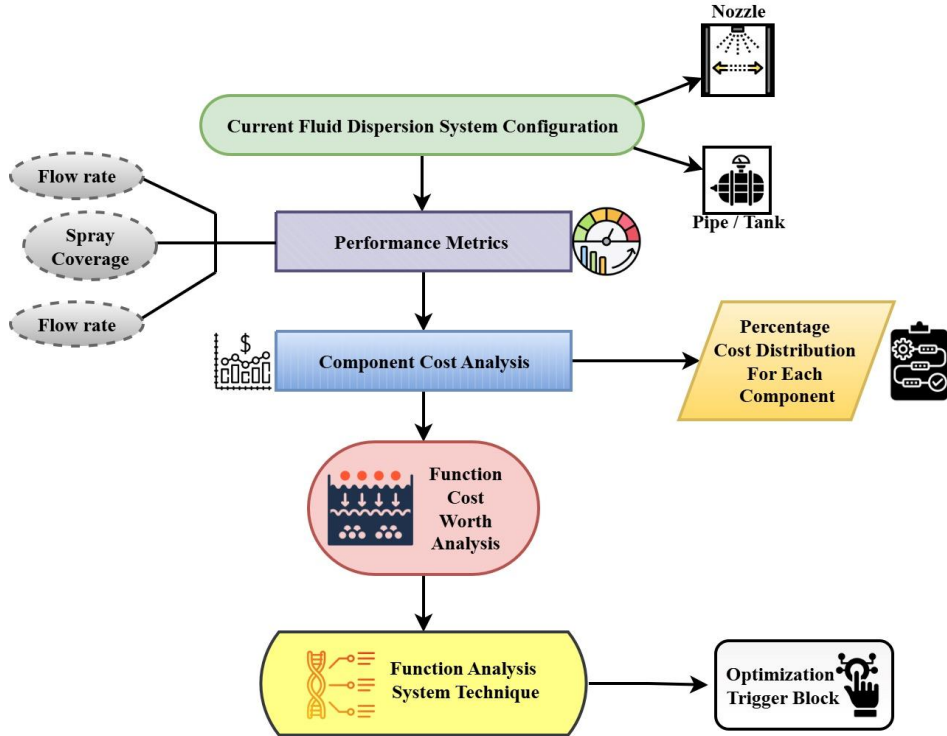 Nozzle
Current Fluid Dispersion System Configuration
Pipe / Tank
Flow rate
Spray
Coverage
Flow rate
Performance Metrics
$
Component Cost Analysis
Percentage
Cost Distribution
For Each
Component
Function
Cost
Worth
Analysis
Function Analysis
System Technique
Optimization
Trigger Block